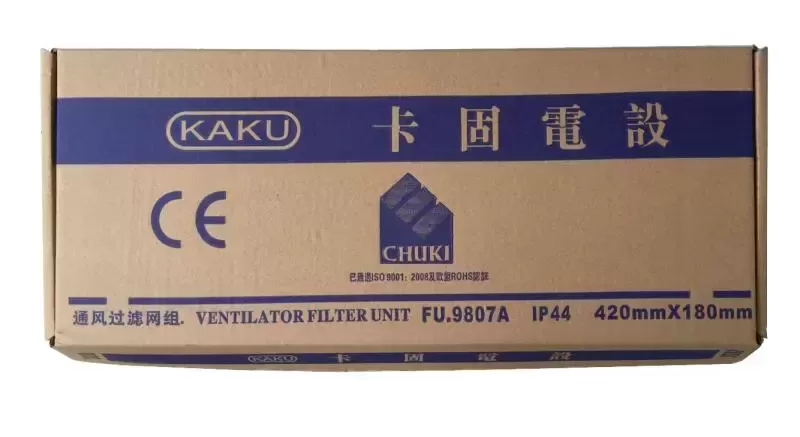 KAKU 卡固電設
CE
CHUKI
已通過ISO 9001：2008及欧盟ROHS認証
通风过滤网组. VENTILATOR FILTER UNIT FU.9807A IP44 420mmX180mm
KAKU 卡固電設